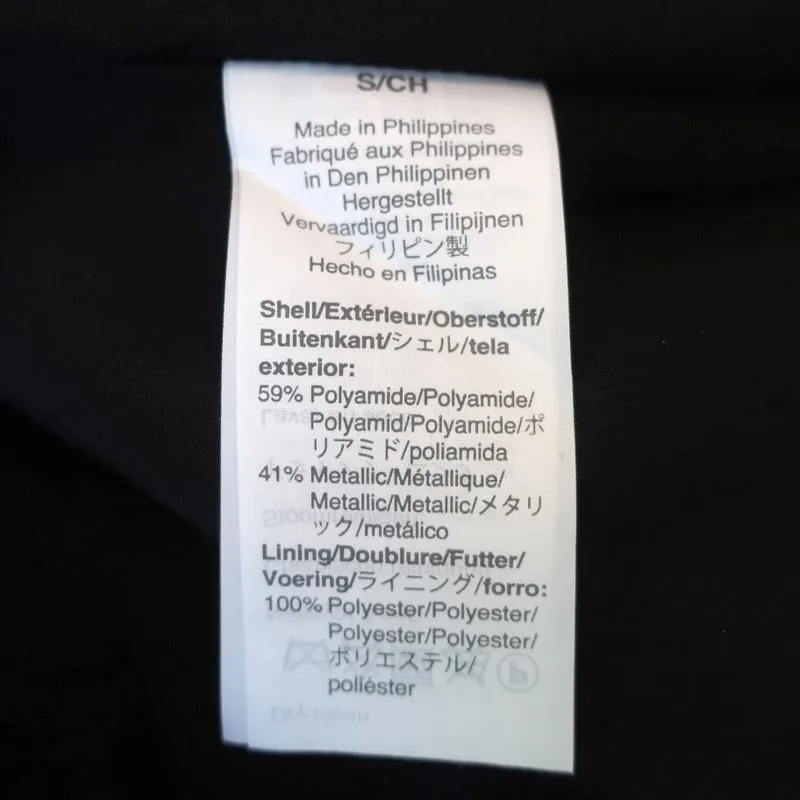 S/CH
Made in Philippines
Fabriqué aux Philippines
in Den Philippinen
Hergestellt
Vervaardigd in Filipijnen
フィリピン製
Hecho en Filipinas
Shell/Extérieur/Oberstoff/
Buitenkant/シェル/tela
exterior:
59% Polyamide/Polyamide/
Polyamid/Polyamide/ポ
リアミド/poliamida
41% Metallic/Métallique/
Metallic/Metallic/メタリ
ック/metálico
Lining/Doublure/Futter/
Voering/ライニング/forro:
100% Polyester/Polyester/
Polyester/Polyester/
ポリエステル/
poliéster
P
Dry clean